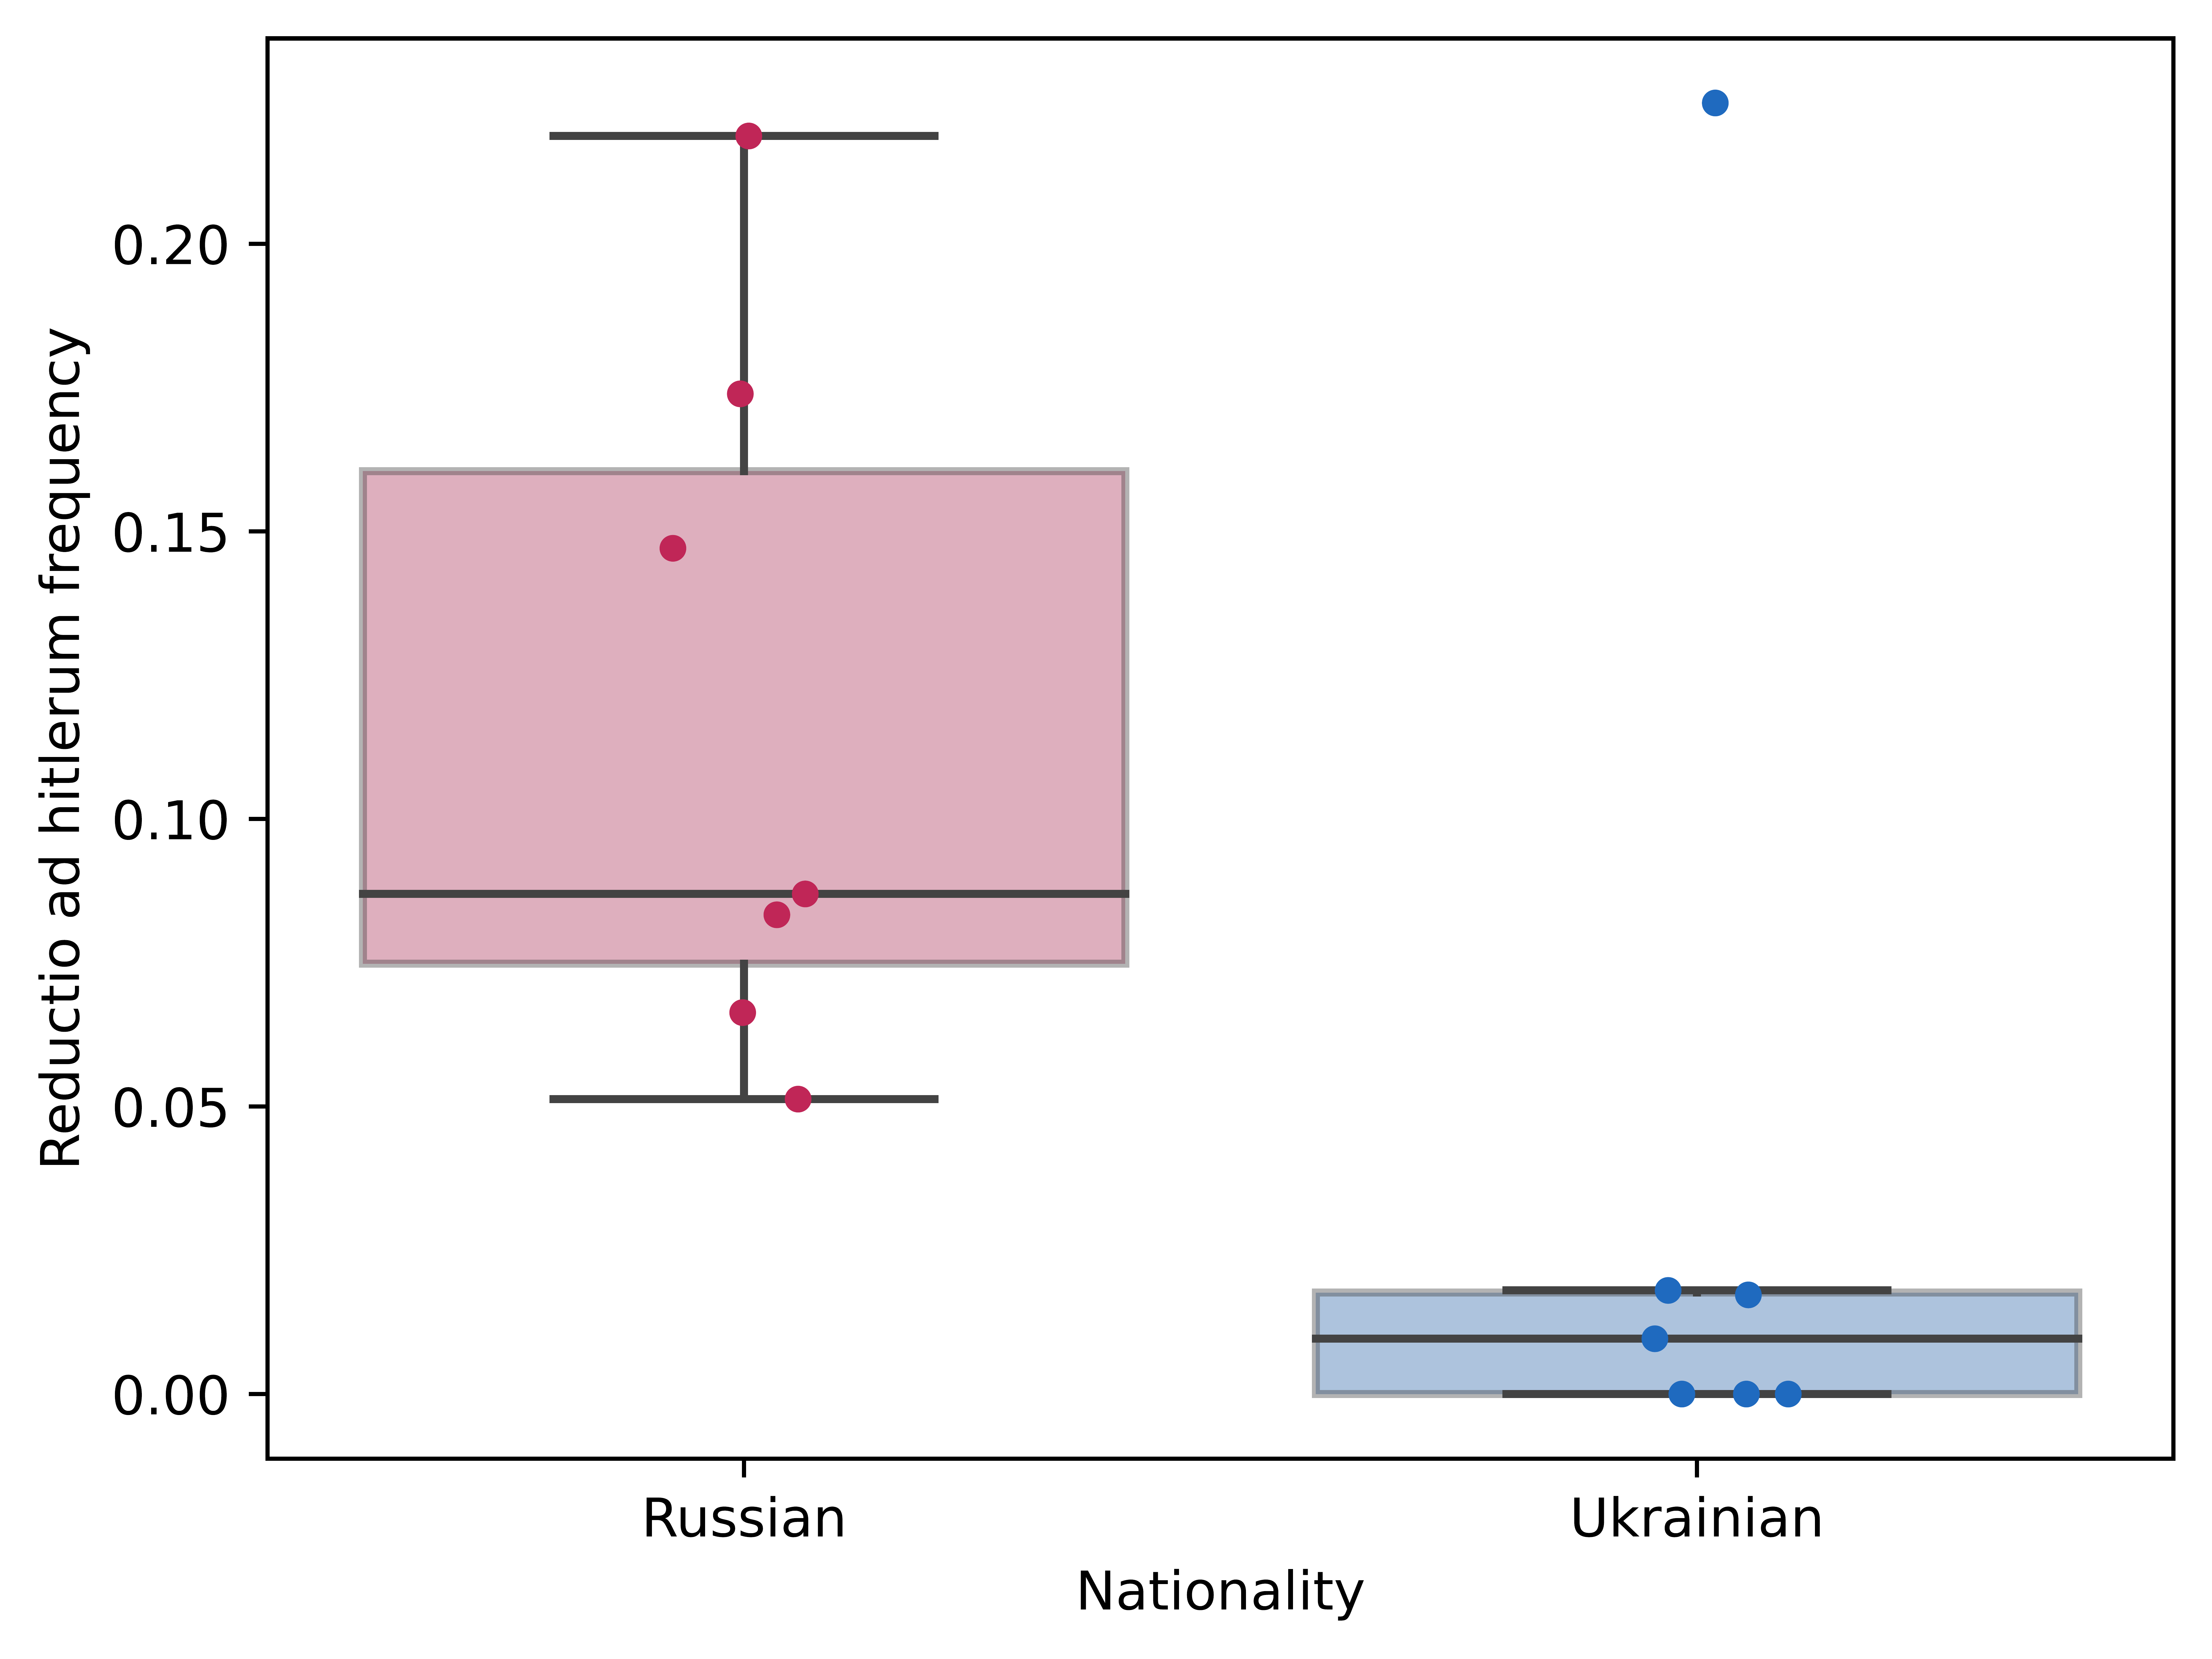 Reductio ad hitlerum frequency
0.20
0.15
0.10
0.05
0.00
Russian
Ukrainian
Nationality